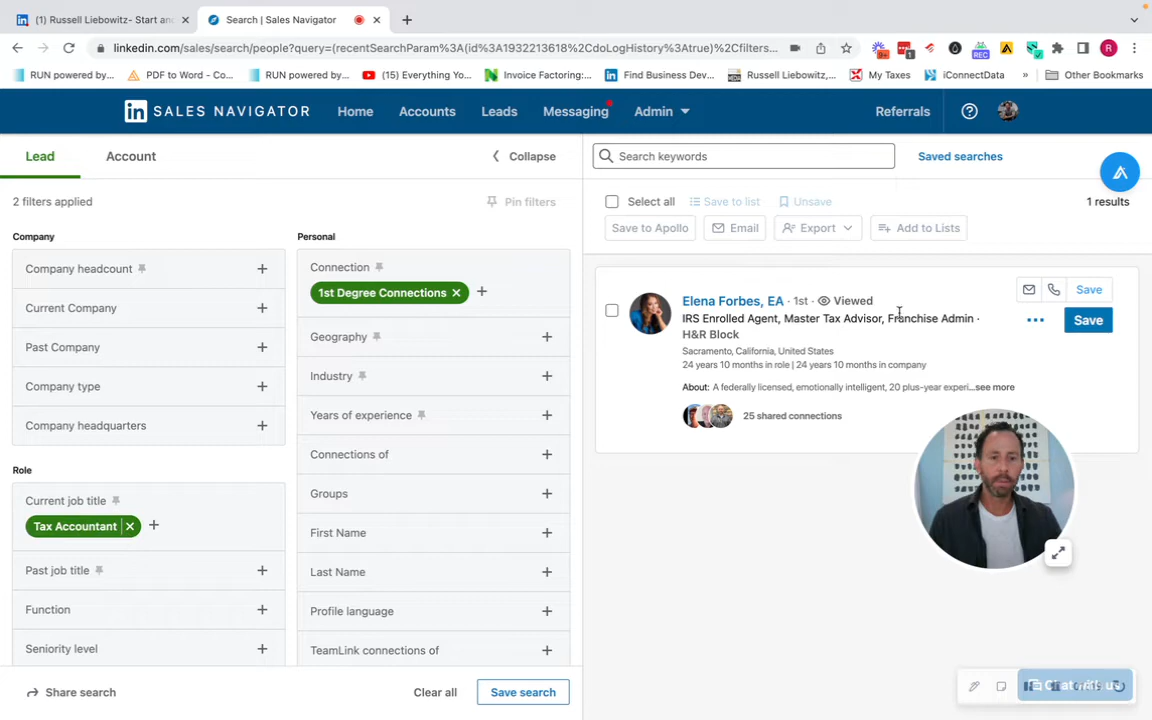 (1) Russell Liebowitz- Start and
Search | Sales Navigator
linkedin.com/sales/search/people?query=(recentSearchParam%3A(id%3A1932213618%2CdoLogHistory%3Atrue)%2Cfilters...
RUN powered by...
PDF to Word - Co...
RUN powered by...
(15) Everything Yo...
Invoice Factoring:...
Find Business Dev...
Russell Liebowitz,...
My Taxes
iConnectData
»
Other Bookmarks
in SALES NAVIGATOR
Home
Accounts
Leads
Messaging
Admin
Referrals
Lead
Account
Collapse
Search keywords
Saved searches
2 filters applied
Pin filters
Select all
Save to list
Unsave
1 results
Save to Apollo
Email
Export
Add to Lists
Company
Company headcount
Current Company
Past Company
Company type
Company headquarters
Role
Current job title
Tax Accountant
Past job title
Function
Seniority level
Personal
Connection
1st Degree Connections
Geography
Industry
Years of experience
Connections of
Groups
First Name
Last Name
Profile language
TeamLink connections of
Elena Forbes, EA · 1st · Viewed
Save
IRS Enrolled Agent, Master Tax Advisor, Franchise Admin ·
H&R Block
Save
Sacramento, California, United States
24 years 10 months in role | 24 years 10 months in company
About: A federally licensed, emotionally intelligent, 20 plus-year experi...see more
25 shared connections
Share search
Clear all
Save search
Chat with us